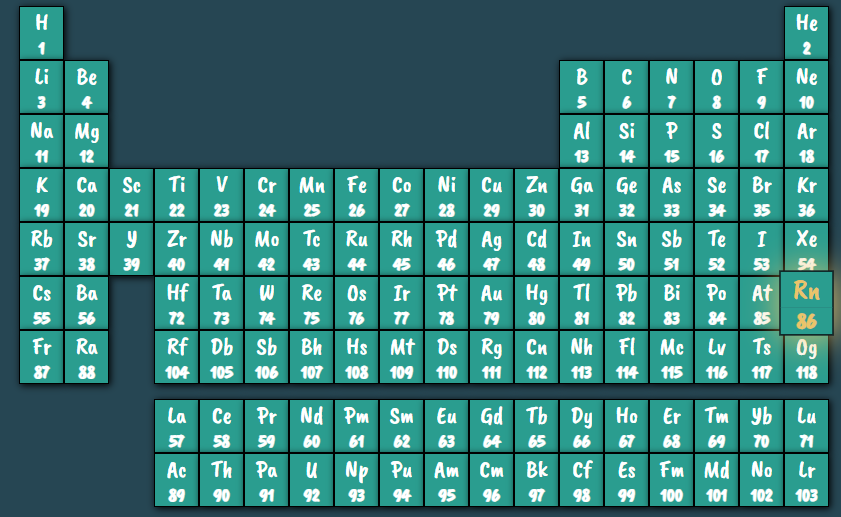 H He
1 2
Li Be B C N O F Ne
3 4 5 6 7 8 9 10
Na Mg Al Si P S Cl Ar
11 12 13 14 15 16 17 18
K Ca Sc Ti V Cr Mn Fe Co Ni Cu Zn Ga Ge As Se Br Kr
19 20 21 22 23 24 25 26 27 28 29 30 31 32 33 34 35 36
Rb Sr Y Zr Nb Mo Tc Ru Rh Pd Ag Cd In Sn Sb Te I Xe
37 38 39 40 41 42 43 44 45 46 47 48 49 50 51 52 53 54
Cs Ba Hf Ta W Re Os Ir Pt Au Hg Tl Pb Bi Po At Rn
55 56 72 73 74 75 76 77 78 79 80 81 82 83 84 85 86
Fr Ra Rf Db Sb Bh Hs Mt Ds Rg Cn Nh Fl Mc Lv Ts Og
87 88 104 105 106 107 108 109 110 111 112 113 114 115 116 117 118
La Ce Pr Nd Pm Sm Eu Gd Tb Dy Ho Er Tm Yb Lu
57 58 59 60 61 62 63 64 65 66 67 68 69 70 71
Ac Th Pa U Np Pu Am Cm Bk Cf Es Fm Md No Lr
89 90 91 92 93 94 95 96 97 98 99 100 101 102 103